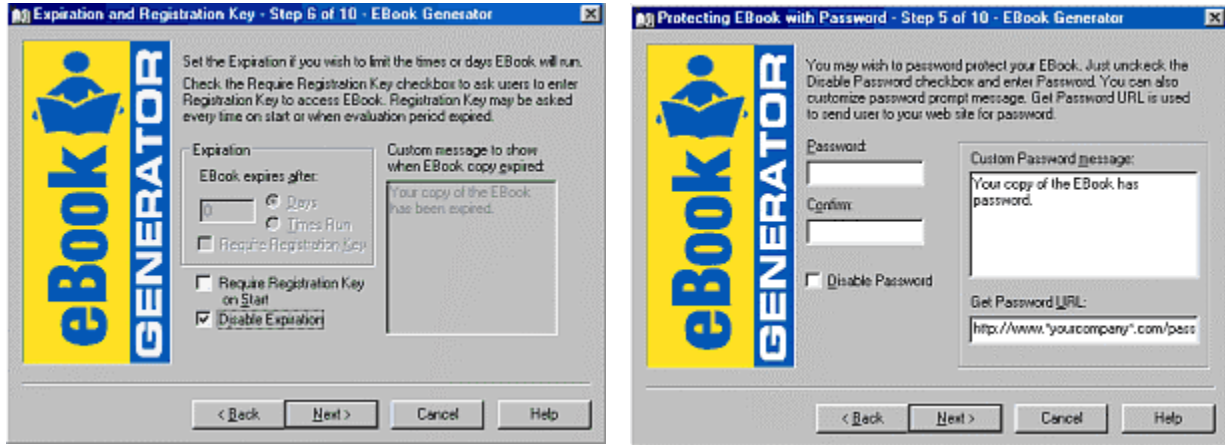 Expiration and Registration Key - Step 6 of 10 - EBook Generator
eBook
GENERATOR
Set the Expiration if you wish to limit the times or days EBook will run.
Check the Require Registration Key checkbox to ask users to enter
Registration Key to access EBook. Registration Key may be asked
every time on start or when evaluation period expired.
Expiration
EBook expires after:
0
Days
Times Run
Require Registration Key
Custom message to show
when EBook copy expired:
Your copy of the EBook
has been expired.
Require Registration Key
on Start
Disable Expiration
< Back
Next >
Cancel
Help
Protecting EBook with Password - Step 5 of 10 - EBook Generator
eBook
GENERATOR
You may wish to password protect your EBook. Just uncheck the
Disable Password checkbox and enter Password. You can also
customize password prompt message. Get Password URL is used
to send user to your web site for password.
Password:
Confirm:
Disable Password
Custom Password message:
Your copy of the EBook has
password.
Get Password URL:
http://www.*yourcompany*.com/pass
< Back
Next >
Cancel
Help